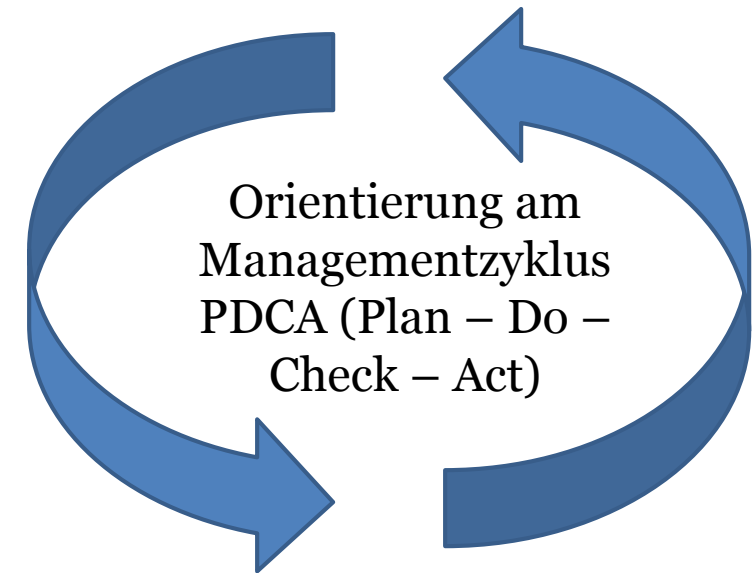 Orientierung am
Managementzyklus
PDCA (Plan – Do –
Check – Act)